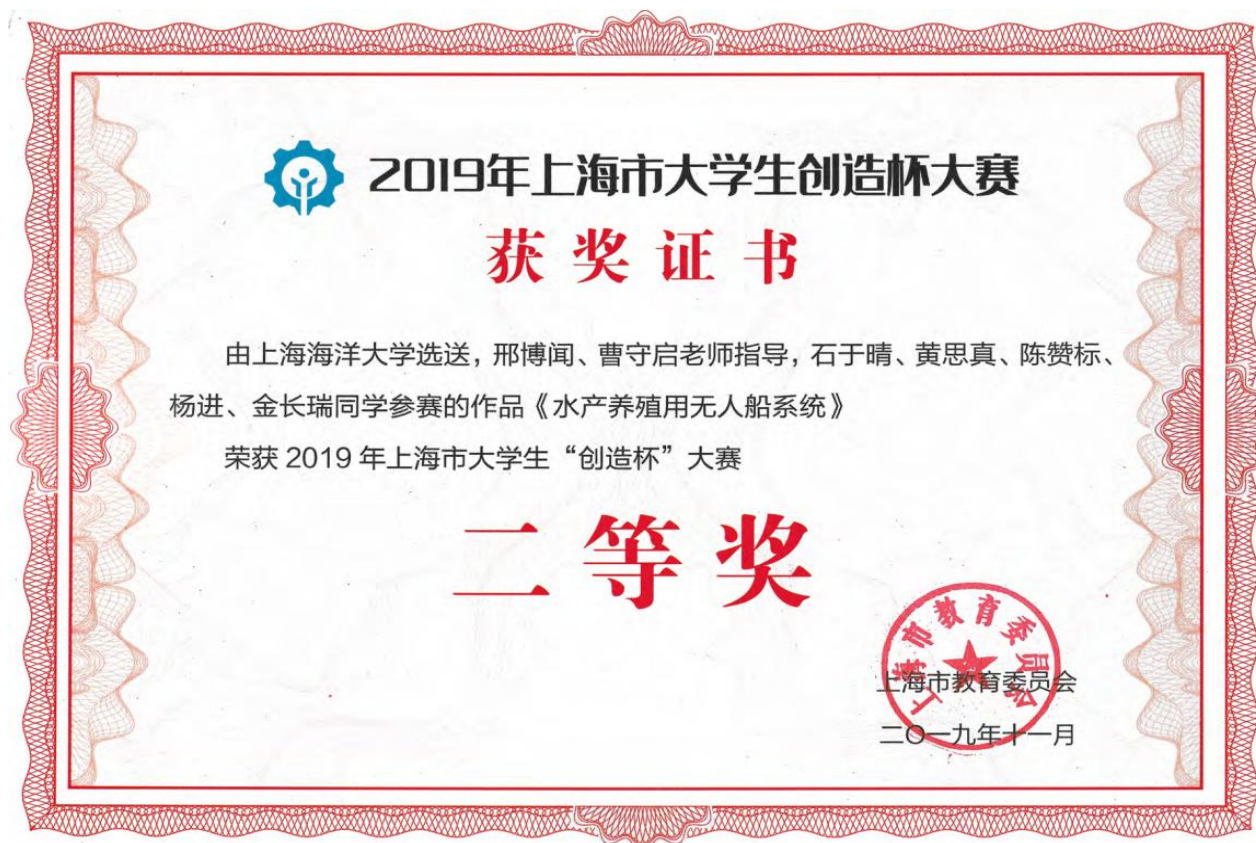 2019年上海市大学生创造杯大赛
获奖证书
由上海海洋大学选送，邢博闻、曹守启老师指导，石于晴、黄思真、陈赞标、
杨进、金长瑞同学参赛的作品《水产养殖用无人船系统》
荣获 2019 年上海市大学生“创造杯”大赛
二等奖
上海市教育委员会
上海市教育委员会
二〇一九年十一月